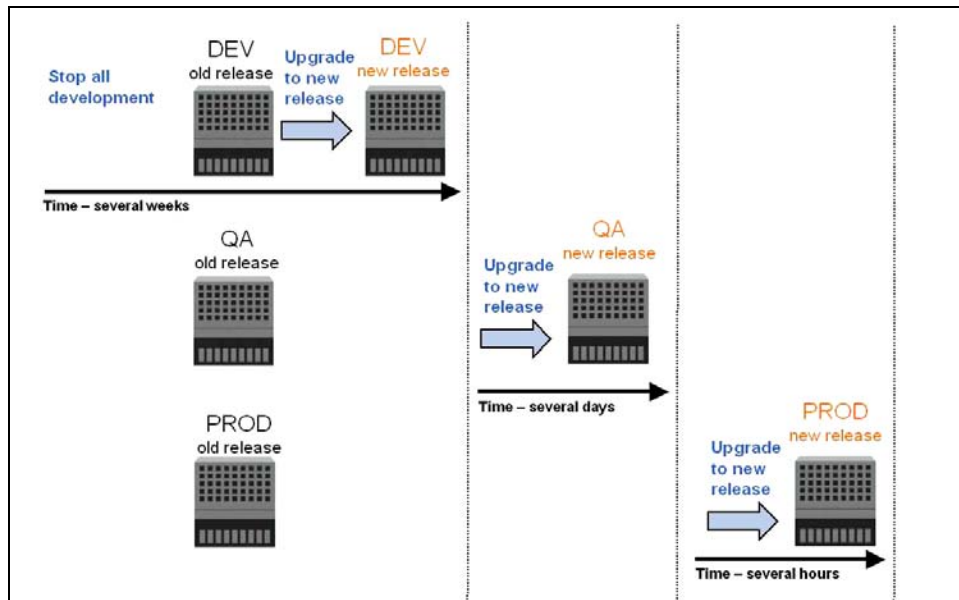 Stop all
development
DEV
old release
Upgrade
to new
release
DEV
new release
Time – several weeks
QA
old release
Upgrade
to new
release
QA
new release
Time – several days
PROD
old release
Upgrade
to new
release
PROD
new release
Time – several hours